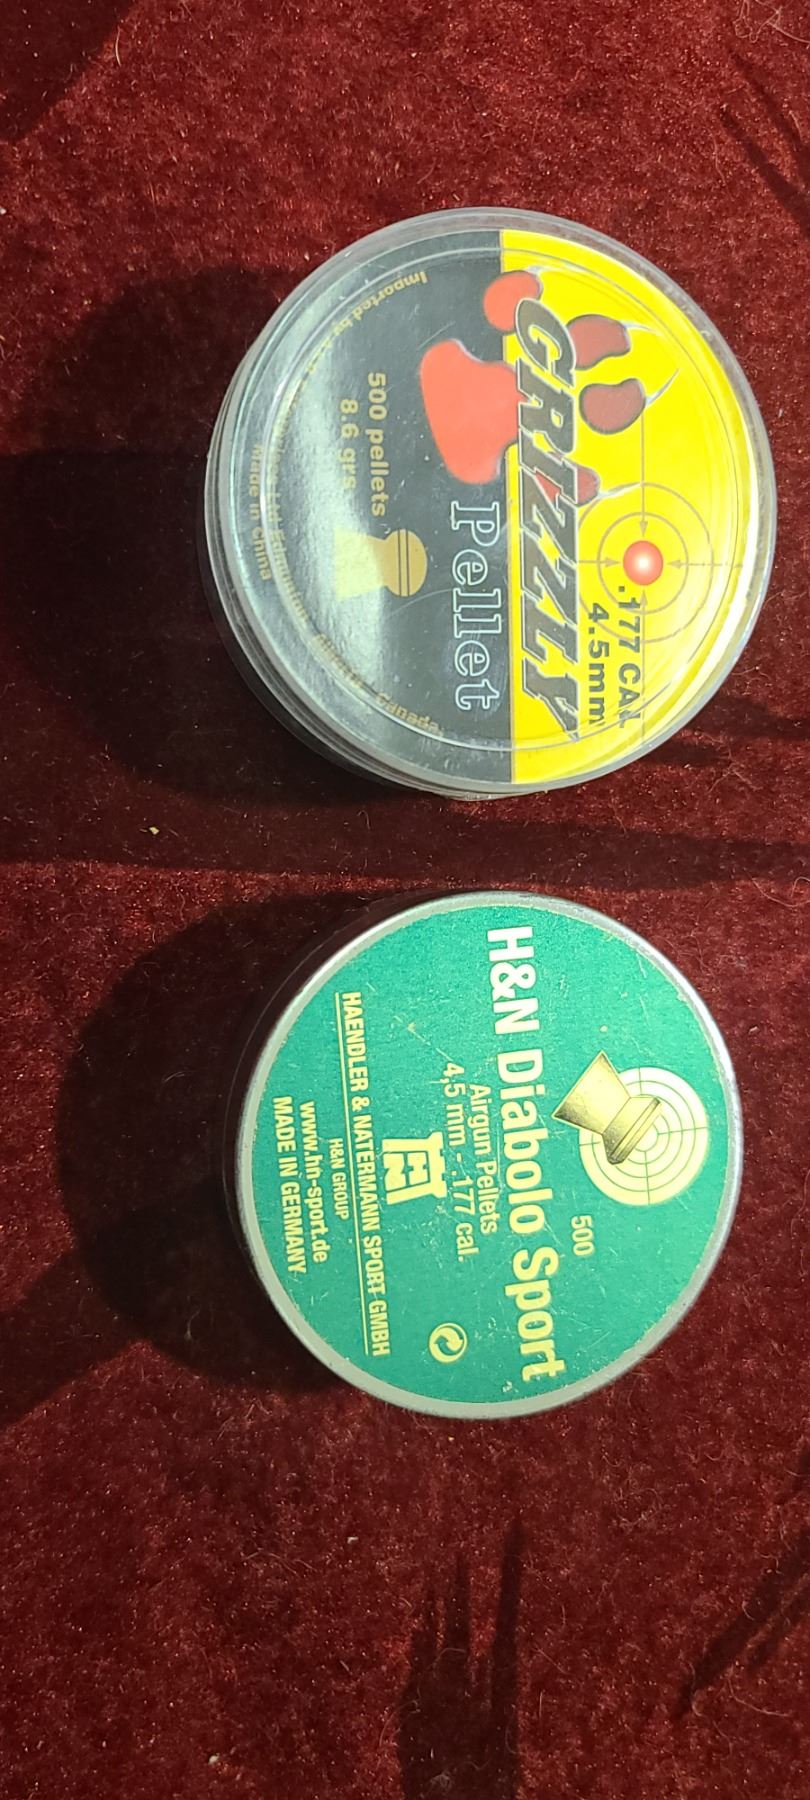 .177 CAL
4.5mm
GRIZZLY
Pellet
500 pellets
8.6 grs
Imported by
Canada
Made in China
500
H&N Diabolo Sport
Airgun Pellets
4,5 mm - .177 cal.
HN
HAENDLER & NATERMANN SPORT GMBH
H&N GROUP
www.hn-sport.de
MADE IN GERMANY